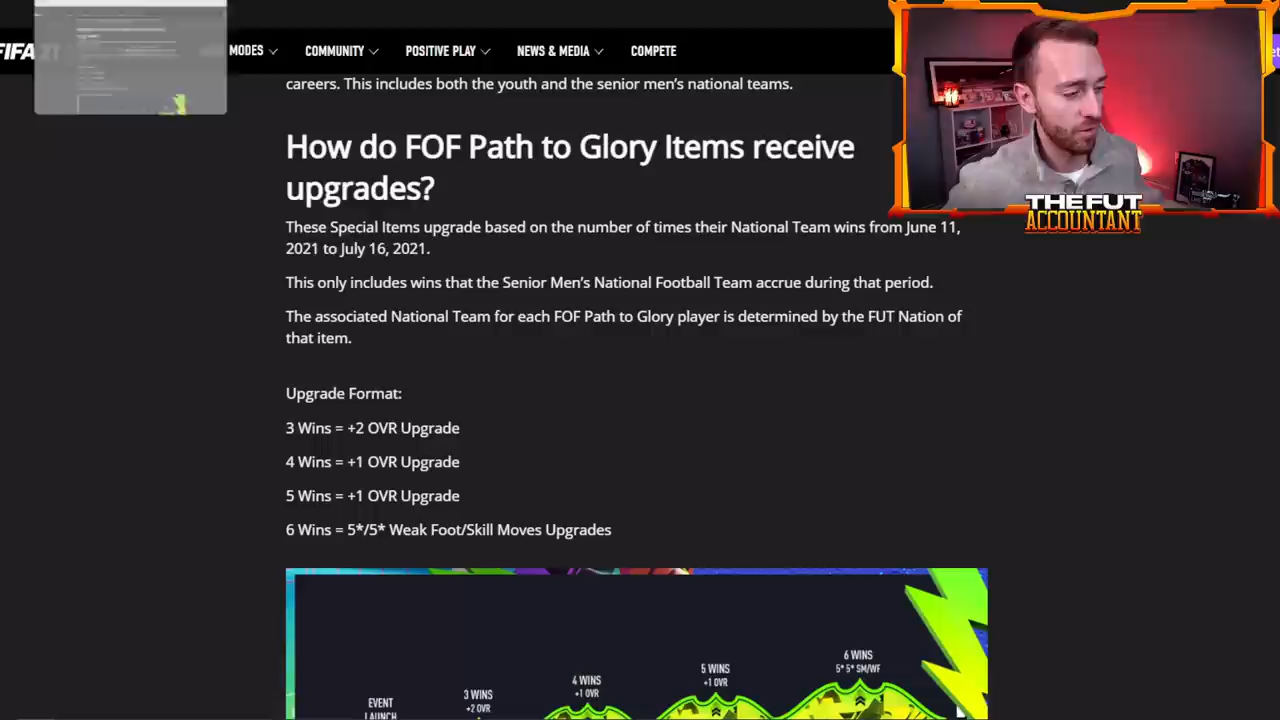 FIFA 21
MODES
COMMUNITY
POSITIVE PLAY
NEWS & MEDIA
COMPETE
careers. This includes both the youth and the senior men's national teams.
How do FOF Path to Glory Items receive
upgrades?
These Special Items upgrade based on the number of times their National Team wins from June 11,
2021 to July 16, 2021.
This only includes wins that the Senior Men's National Football Team accrue during that period.
The associated National Team for each FOF Path to Glory player is determined by the FUT Nation of
that item.
Upgrade Format:
3 Wins = +2 OVR Upgrade
4 Wins = +1 OVR Upgrade
5 Wins = +1 OVR Upgrade
6 Wins = 5*/5* Weak Foot/Skill Moves Upgrades
THE FUT
ACCOUNTANT
EVENT
LAUNCH
3 WINS
+2 OVR
4 WINS
+1 OVR
5 WINS
+1 OVR
6 WINS
5* 5* SM/WF